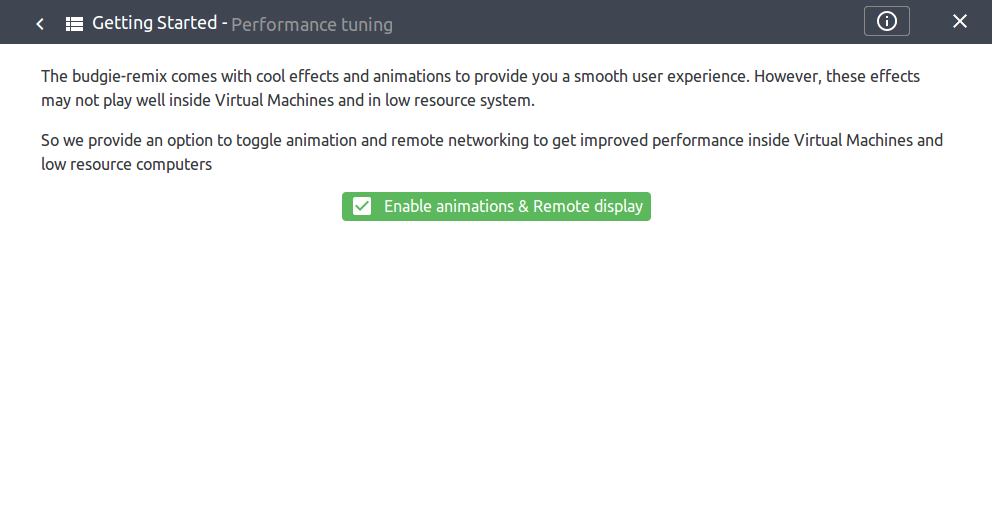 Getting Started - Performance tuning
The budgie-remix comes with cool effects and animations to provide you a smooth user experience. However, these effects
may not play well inside Virtual Machines and in low resource system.
So we provide an option to toggle animation and remote networking to get improved performance inside Virtual Machines and
low resource computers
Enable animations & Remote display